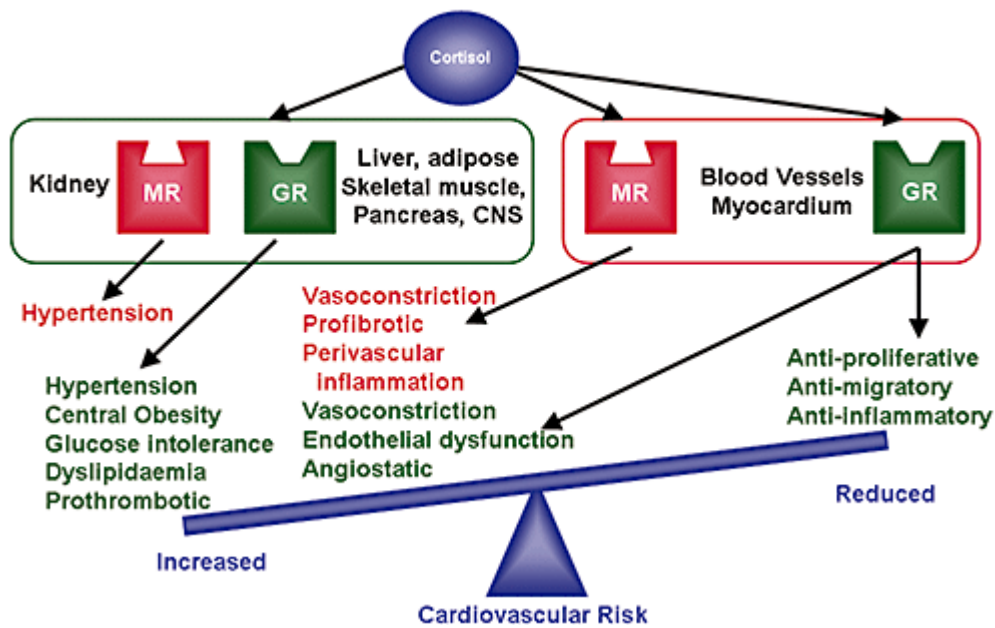 Cortisol
Kidney
MR
GR
Liver, adipose
Skeletal muscle,
Pancreas, CNS
MR
Blood Vessels
Myocardium
GR
Hypertension
Hypertension
Central Obesity
Glucose intolerance
Dyslipidaemia
Prothrombotic
Vasoconstriction
Profibrotic
Perivascular
inflammation
Vasoconstriction
Endothelial dysfunction
Angiostatic
Anti-proliferative
Anti-migratory
Anti-inflammatory
Increased
Reduced
Cardiovascular Risk